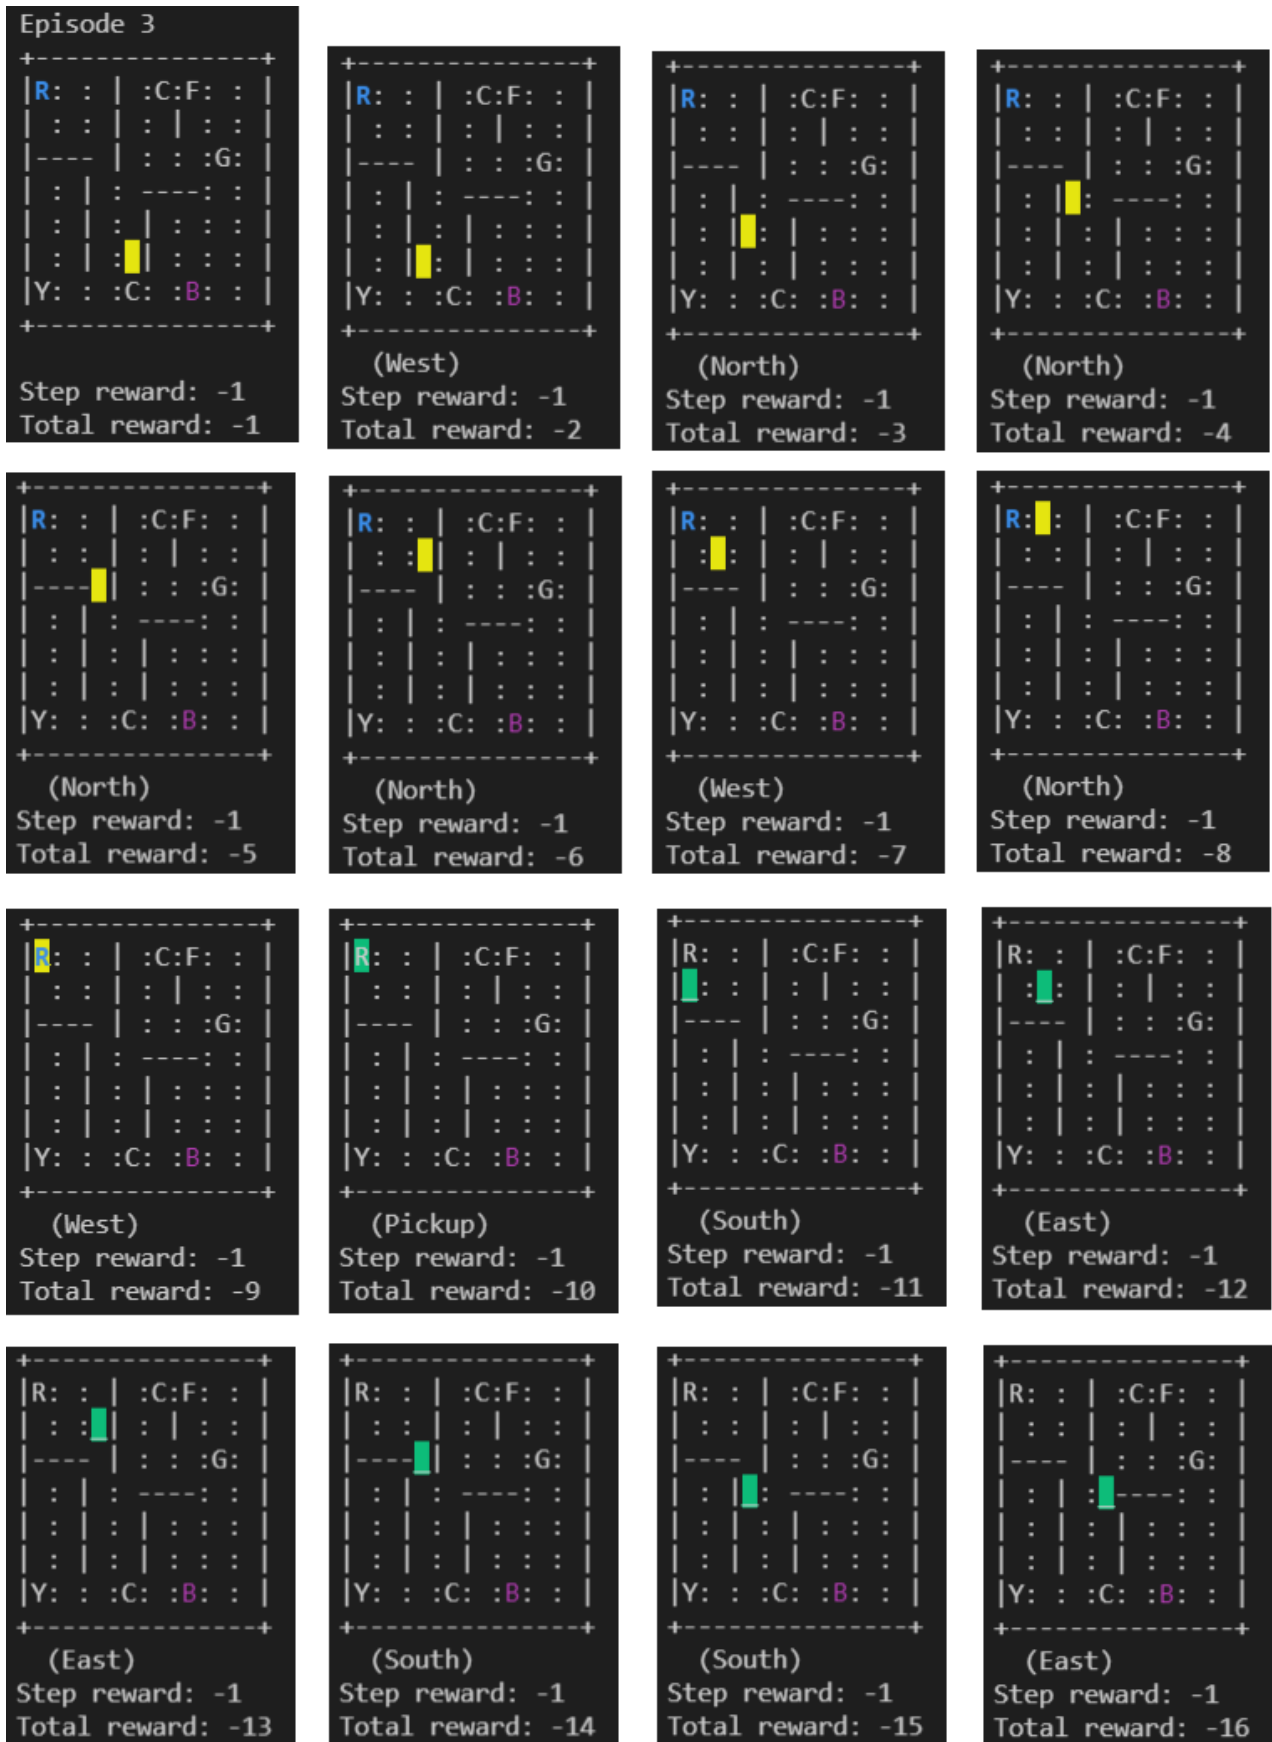 Episode 3
+---------------+
|R: : | :C:F: : |
| : : | : | : : |
|---- | : : :G: |
| : | : ----: : |
| : | : | : : : |
| : | : | : : : |
|Y: : :C: :B: : |
+---------------+
Step reward: -1
Total reward: -1
+---------------+
|R: : | :C:F: : |
| : : | : | : : |
|---- | : : :G: |
| : | : ----: : |
| : | : | : : : |
| : | : | : : : |
|Y: : :C: :B: : |
+---------------+
(West)
Step reward: -1
Total reward: -2
+---------------+
|R: : | :C:F: : |
| : : | : | : : |
|---- | : : :G: |
| : | : ----: : |
| : | : | : : : |
| : | : | : : : |
|Y: : :C: :B: : |
+---------------+
(North)
Step reward: -1
Total reward: -3
+---------------+
|R: : | :C:F: : |
| : : | : | : : |
|---- | : : :G: |
| : | : ----: : |
| : | : | : : : |
| : | : | : : : |
|Y: : :C: :B: : |
+---------------+
(North)
Step reward: -1
Total reward: -4
+---------------+
|R: : | :C:F: : |
| : : | : | : : |
|---- | : : :G: |
| : | : ----: : |
| : | : | : : : |
| : | : | : : : |
|Y: : :C: :B: : |
+---------------+
(North)
Step reward: -1
Total reward: -5
+---------------+
|R: : | :C:F: : |
| : : | : | : : |
|---- | : : :G: |
| : | : ----: : |
| : | : | : : : |
| : | : | : : : |
|Y: : :C: :B: : |
+---------------+
(North)
Step reward: -1
Total reward: -6
+---------------+
|R: : | :C:F: : |
| : : | : | : : |
|---- | : : :G: |
| : | : ----: : |
| : | : | : : : |
| : | : | : : : |
|Y: : :C: :B: : |
+---------------+
(West)
Step reward: -1
Total reward: -7
+---------------+
|R: : | :C:F: : |
| : : | : | : : |
|---- | : : :G: |
| : | : ----: : |
| : | : | : : : |
| : | : | : : : |
|Y: : :C: :B: : |
+---------------+
(North)
Step reward: -1
Total reward: -8
+---------------+
|R: : | :C:F: : |
| : : | : | : : |
|---- | : : :G: |
| : | : ----: : |
| : | : | : : : |
| : | : | : : : |
|Y: : :C: :B: : |
+---------------+
(West)
Step reward: -1
Total reward: -9
+---------------+
|R: : | :C:F: : |
| : : | : | : : |
|---- | : : :G: |
| : | : ----: : |
| : | : | : : : |
| : | : | : : : |
|Y: : :C: :B: : |
+---------------+
(Pickup)
Step reward: -1
Total reward: -10
+---------------+
|R: : | :C:F: : |
|_: : | : | : : |
|---- | : : :G: |
| : | : ----: : |
| : | : | : : : |
| : | : | : : : |
|Y: : :C: :B: : |
+---------------+
(South)
Step reward: -1
Total reward: -11
+---------------+
|R: : | :C:F: : |
| :_: | : | : : |
|---- | : : :G: |
| : | : ----: : |
| : | : | : : : |
| : | : | : : : |
|Y: : :C: :B: : |
+---------------+
(East)
Step reward: -1
Total reward: -12
+---------------+
|R: : | :C:F: : |
| : :_| : | : : |
|---- | : : :G: |
| : | : ----: : |
| : | : | : : : |
| : | : | : : : |
|Y: : :C: :B: : |
+---------------+
(East)
Step reward: -1
Total reward: -13
+---------------+
|R: : | :C:F: : |
| : : | : | : : |
|----_| : : :G: |
| : | : ----: : |
| : | : | : : : |
| : | : | : : : |
|Y: : :C: :B: : |
+---------------+
(South)
Step reward: -1
Total reward: -14
+---------------+
|R: : | :C:F: : |
| : : | : | : : |
|---- | : : :G: |
| : |_: ----: : |
| : | : | : : : |
| : | : | : : : |
|Y: : :C: :B: : |
+---------------+
(South)
Step reward: -1
Total reward: -15
+---------------+
|R: : | :C:F: : |
| : : | : | : : |
|---- | : : :G: |
| : | :_----: : |
| : | : | : : : |
| : | : | : : : |
|Y: : :C: :B: : |
+---------------+
(East)
Step reward: -1
Total reward: -16